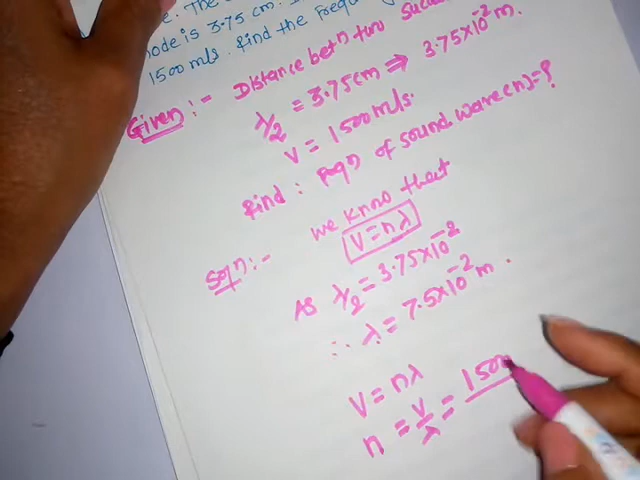 The
node is 3.75 cm.
1500 m/s. Find the Freque
Given :- Distance betn two Succ
λ/2 = 3.75cm ⇒ 3.75×10⁻² m.
V = 1500 m/s.
Find : Freqn of sound wave (n) = ?
Soln :- we know that
V = nλ
As λ/2 = 3.75×10⁻²
∴ λ = 7.5×10⁻² m .
V = nλ
n = V/λ = 1500